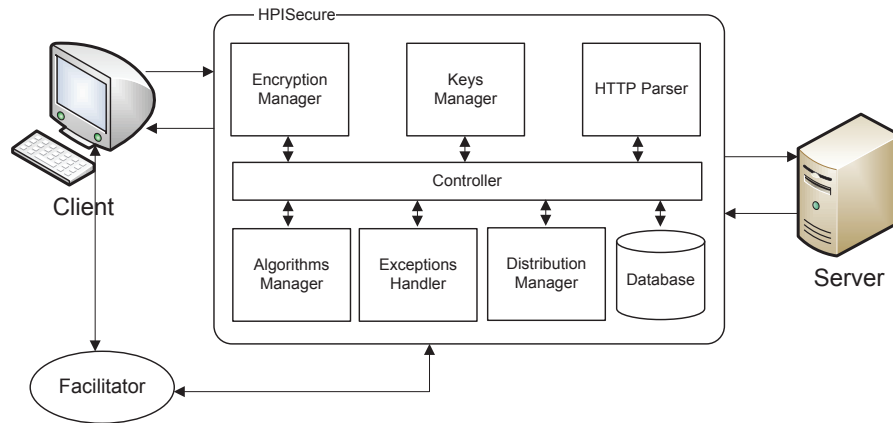 HPISecure
Encryption
Manager
Keys
Manager
HTTP Parser
Controller
Client
Algorithms
Manager
Exceptions
Handler
Distribution
Manager
Database
Server
Facilitator